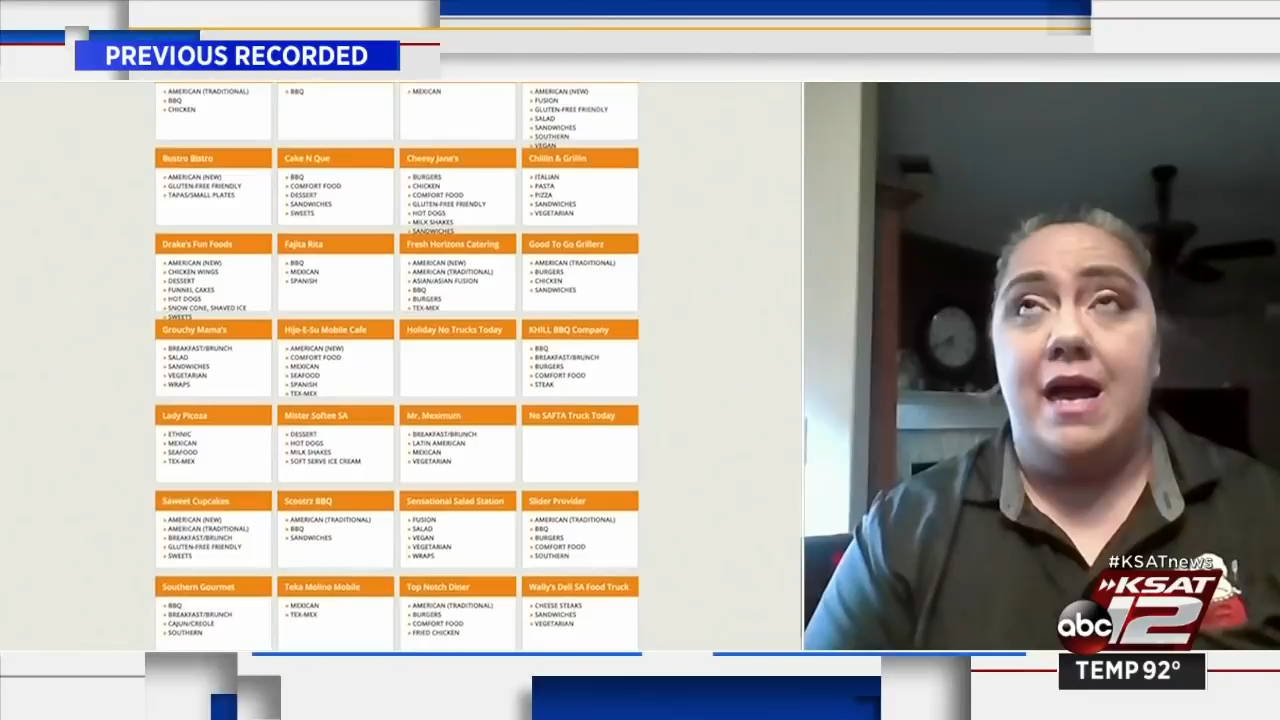 PREVIOUS RECORDED
AMERICAN (TRADITIONAL)
BBQ
CHICKEN
BBQ
MEXICAN
AMERICAN (NEW)
FUSION
GLUTEN-FREE FRIENDLY
SALAD
SANDWICHES
SOUTHERN
VEGAN
Bustro Bistro
AMERICAN (NEW)
GLUTEN-FREE FRIENDLY
TAPAS/SMALL PLATES
Cake N Que
BBQ
COMFORT FOOD
DESSERT
SANDWICHES
SWEETS
Cheesy Jane's
BURGERS
CHICKEN
COMFORT FOOD
GLUTEN-FREE FRIENDLY
HOT DOGS
MILK SHAKES
SANDWICHES
Chillin & Grillin
ITALIAN
PASTA
PIZZA
SANDWICHES
VEGETARIAN
Drake's Fun Foods
AMERICAN (NEW)
CHICKEN WINGS
DESSERT
FUNNEL CAKES
HOT DOGS
SNOW CONE, SHAVED ICE
SWEETS
Fajita Rita
BBQ
MEXICAN
SPANISH
Fresh Horizons Catering
AMERICAN (NEW)
AMERICAN (TRADITIONAL)
ASIAN/ASIAN FUSION
BBQ
BURGERS
TEX-MEX
Good To Go Grillerz
AMERICAN (TRADITIONAL)
BURGERS
CHICKEN
SANDWICHES
Grouchy Mama's
BREAKFAST/BRUNCH
SALAD
SANDWICHES
VEGETARIAN
WRAPS
Hijo-E-Su Mobile Cafe
AMERICAN (NEW)
COMFORT FOOD
MEXICAN
SEAFOOD
SPANISH
TEX-MEX
Holiday No Trucks Today
KHILL BBQ Company
BBQ
BREAKFAST/BRUNCH
BURGERS
COMFORT FOOD
STEAK
Lady Picoza
ETHNIC
MEXICAN
SEAFOOD
TEX-MEX
Mister Softee SA
DESSERT
HOT DOGS
MILK SHAKES
SOFT SERVE ICE CREAM
Mr. Meximum
BREAKFAST/BRUNCH
LATIN AMERICAN
MEXICAN
VEGETARIAN
No SAFTA Truck Today
Saweet Cupcakes
AMERICAN (NEW)
AMERICAN (TRADITIONAL)
BREAKFAST/BRUNCH
GLUTEN-FREE FRIENDLY
SWEETS
Scootrz BBQ
AMERICAN (TRADITIONAL)
BBQ
SANDWICHES
Sensational Salad Station
FUSION
SALAD
VEGAN
VEGETARIAN
WRAPS
Slider Provider
AMERICAN (TRADITIONAL)
BBQ
BURGERS
COMFORT FOOD
SOUTHERN
Southern Gourmet
BBQ
BREAKFAST/BRUNCH
CAJUN/CREOLE
SOUTHERN
Teka Molino Mobile
MEXICAN
TEX-MEX
Top Notch Diner
AMERICAN (TRADITIONAL)
BURGERS
COMFORT FOOD
FRIED CHICKEN
Wally's Deli SA Food Truck
CHEESE STEAKS
SANDWICHES
VEGETARIAN
#KSATnews
KSAT
abc 12
TEMP 92°